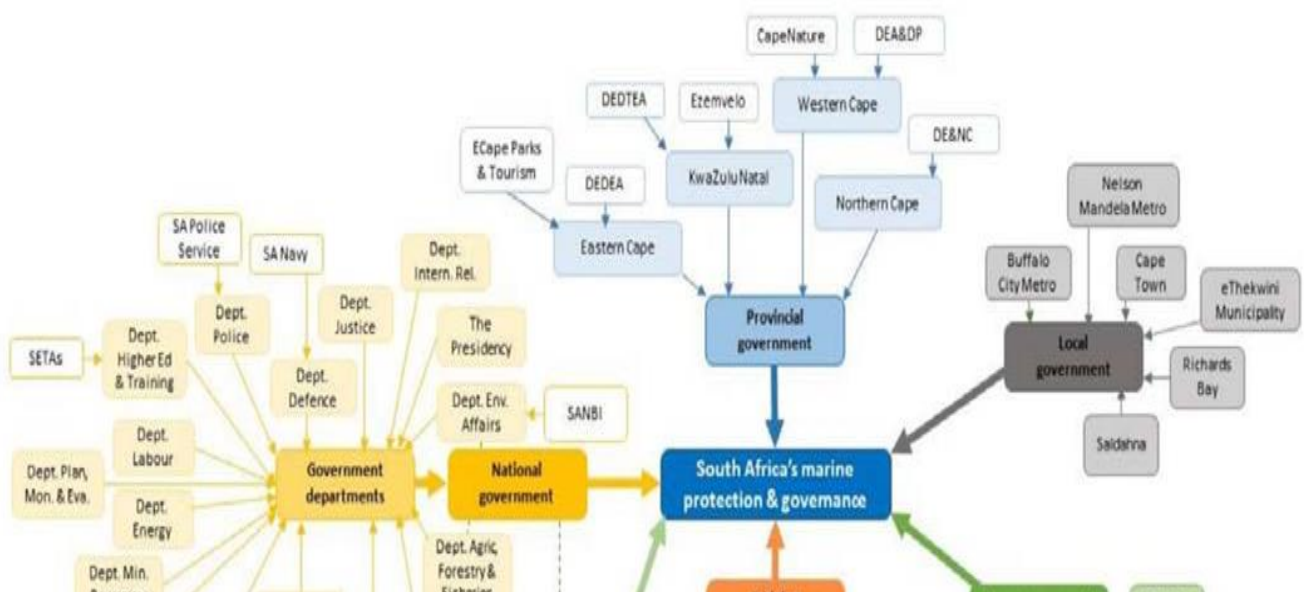 CapeNature
DEA&DP
DEDTEA
Ezemvelo
Western Cape
DE&NC
ECape Parks
& Tourism
DEDEA
KwaZulu Natal
Northern Cape
Nelson
Mandela Metro
SA Police
Service
SA Navy
Dept.
Intern. Rel.
Eastern Cape
Buffalo
City Metro
Cape
Town
eThekwini
Municipality
Dept.
Police
Dept.
Justice
The
Presidency
Provincial
government
Local
government
SETAs
Dept.
Higher Ed
& Training
Dept.
Defence
Richards
Bay
Dept. Env.
Affairs
SANBI
Dept.
Labour
Saldahna
Dept. Plan,
Mon. & Eva.
Government
departments
National
government
South Africa's marine
protection & governance
Dept.
Energy
Dept. Min.
Dept. Agric,
Forestry &
Fisheries